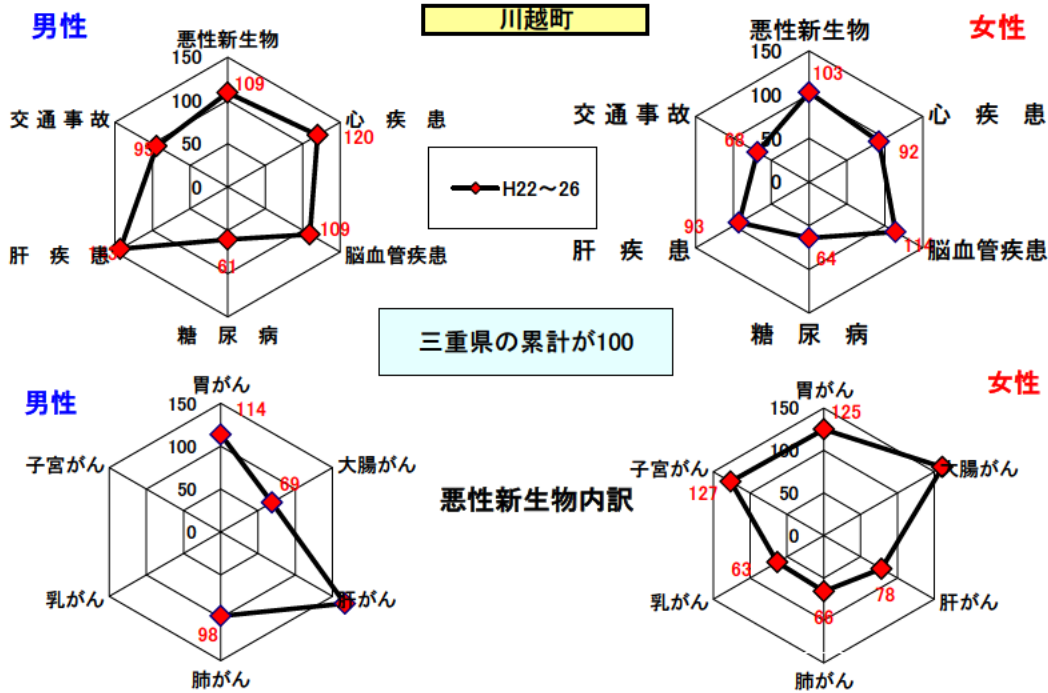 川越町
男性
悪性新生物
150
109
100
交 通 事 故
心 疾 患
120
95
50
0
109
肝 疾 患
61
脳血管疾患
糖 尿 病
H22～26
女性
悪性新生物
150
103
100
交 通 事 故
心 疾 患
68
50
92
0
93
114
肝 疾 患
64
脳血管疾患
糖 尿 病
三重県の累計が100
男性
胃がん
150
114
100
子宮がん
大腸がん
69
50
0
乳がん
肝がん
98
肺がん
悪性新生物内訳
女性
胃がん
150
125
100
子宮がん
大腸がん
127
50
0
63
78
乳がん
66
肝がん
肺がん